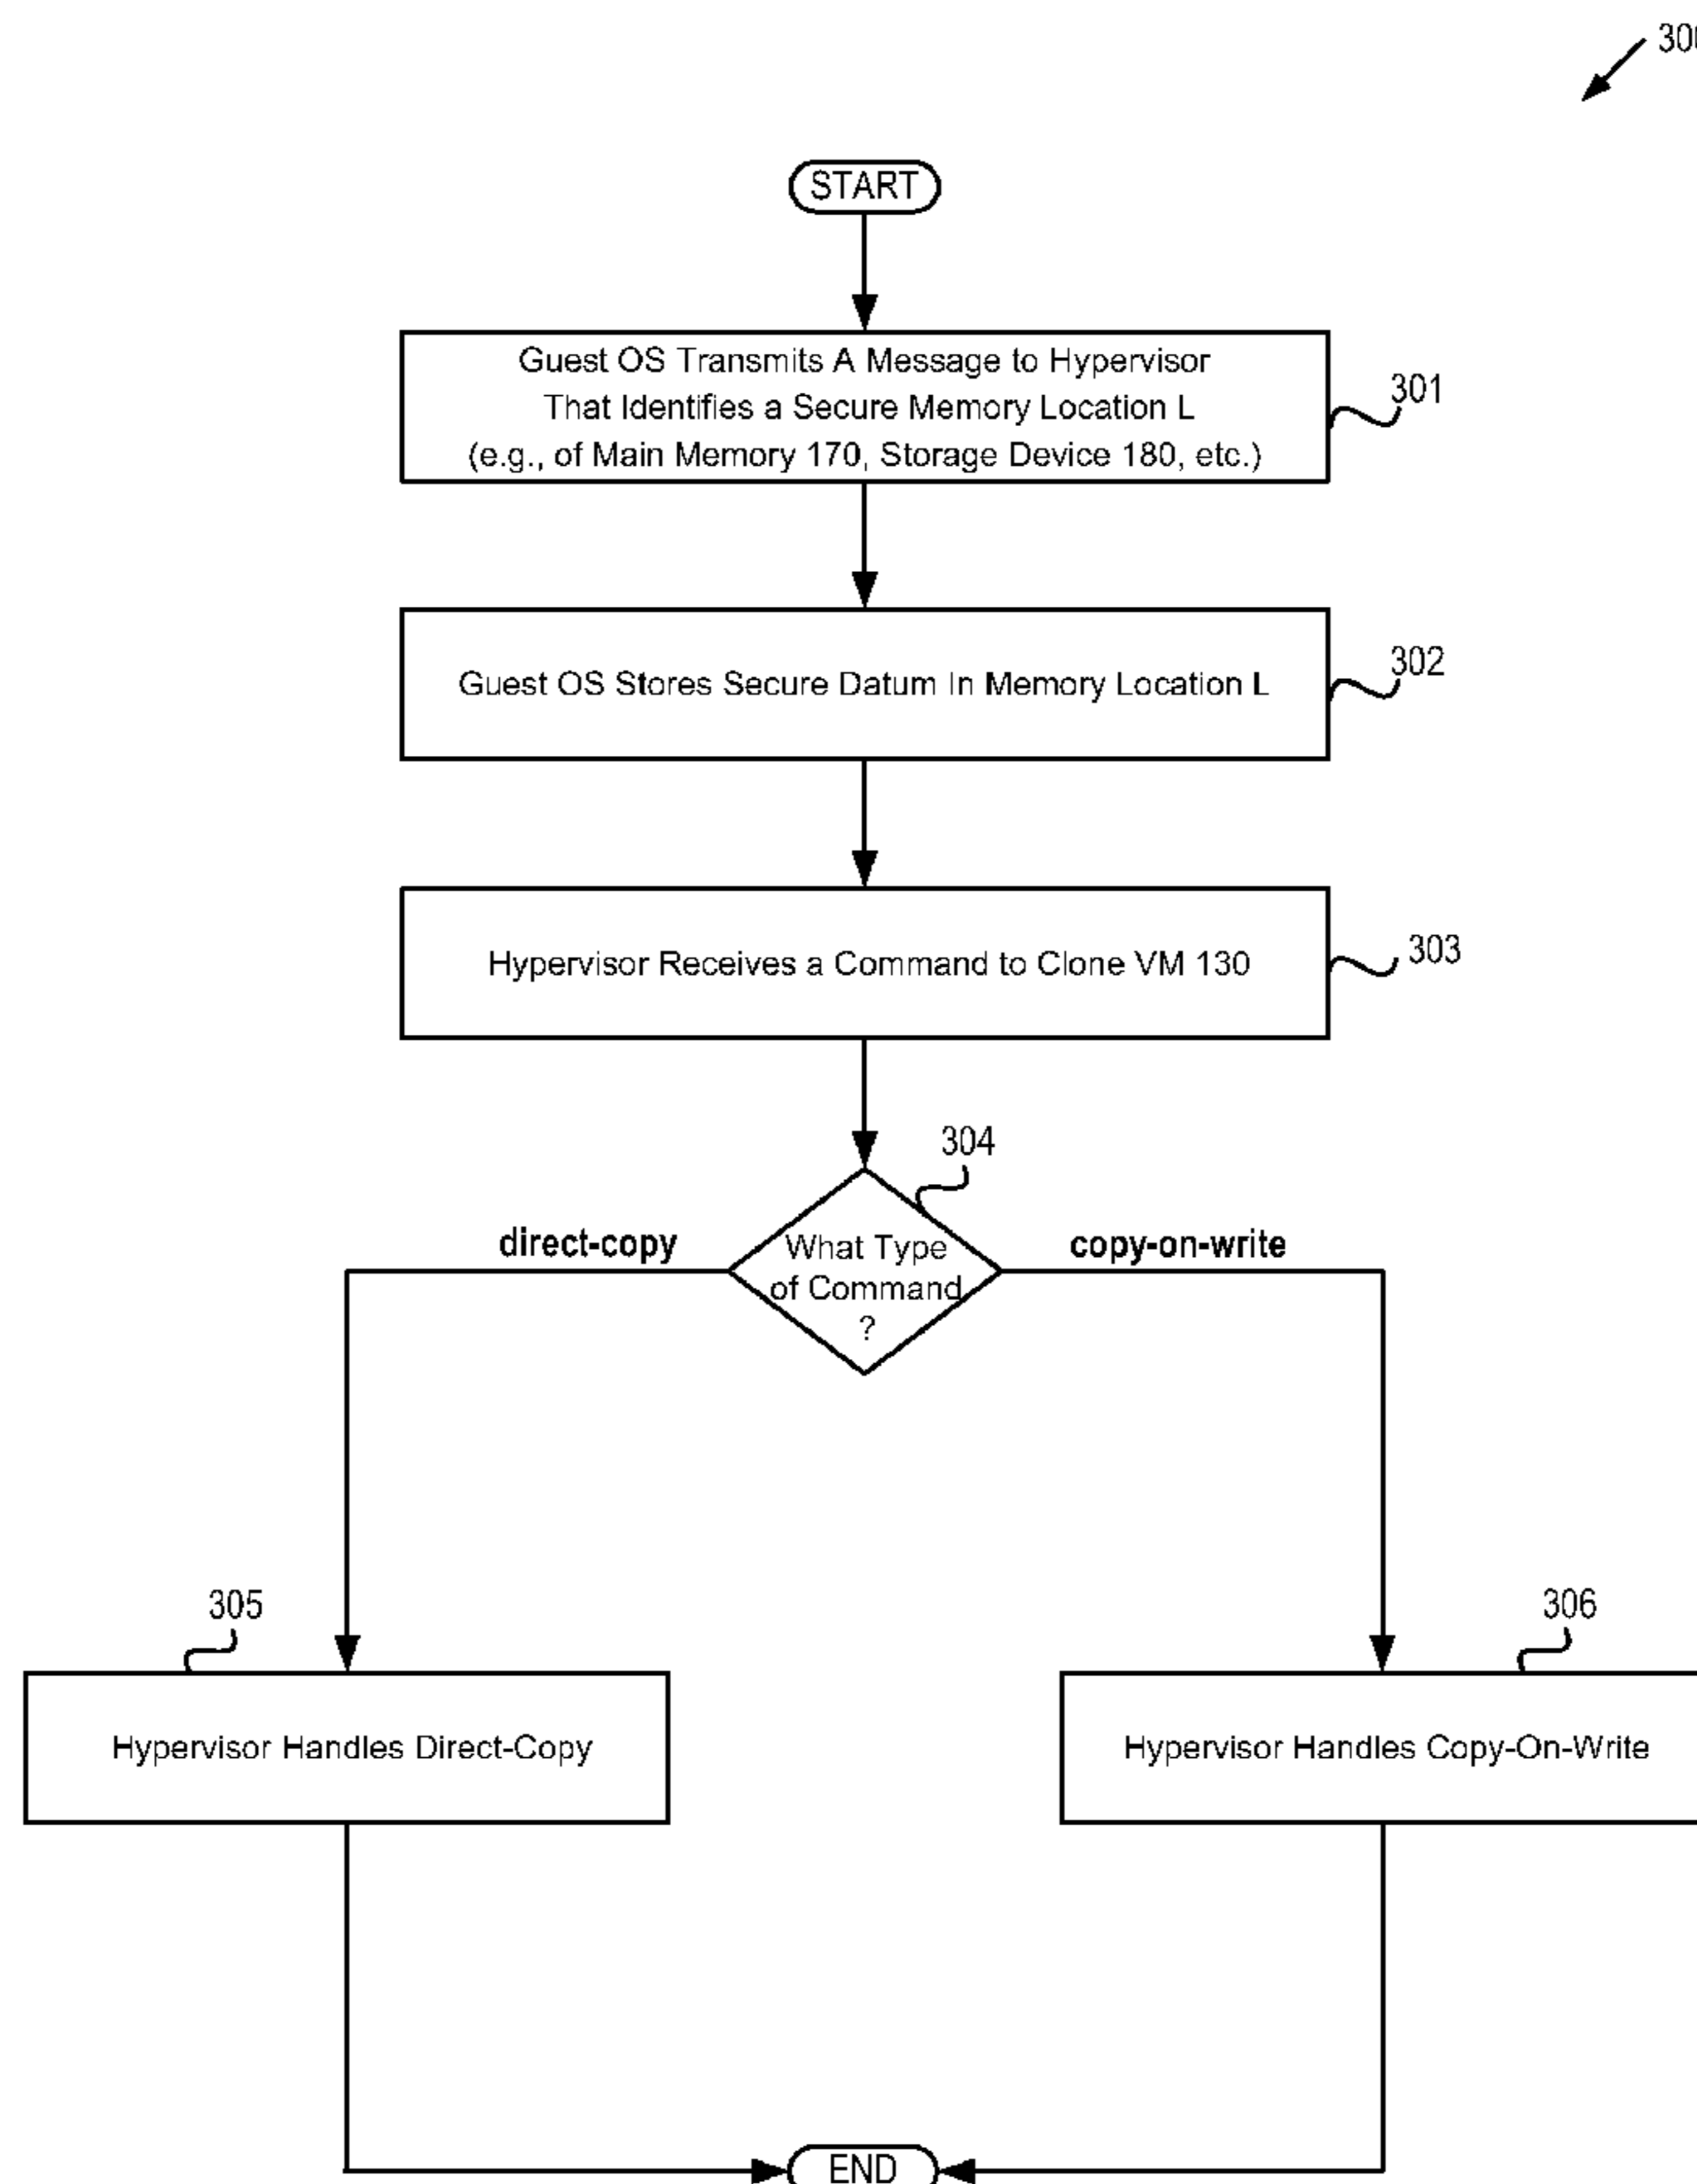 START
Guest OS Transmits A Message to Hypervisor
That Identifies a Secure Memory Location L
(e.g., of Main Memory 170, Storage Device 180, etc.)
301
Guest OS Stores Secure Datum In Memory Location L
302
Hypervisor Receives a Command to Clone VM 130
303
304
direct-copy
What Type
of Command
?
copy-on-write
305
306
Hypervisor Handles Direct-Copy
Hypervisor Handles Copy-On-Write
END